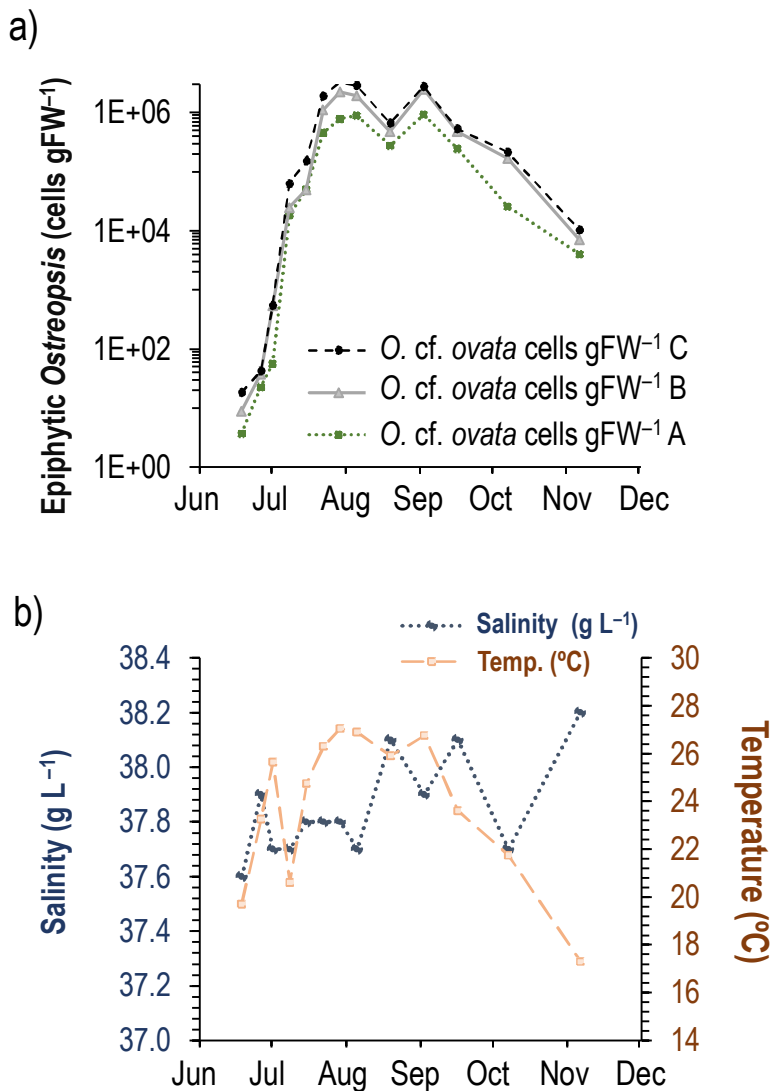 a)
Epiphytic Ostreopsis (cells gFW⁻¹)
1E+06
1E+04
1E+02
1E+00
O. cf. ovata cells gFW⁻¹ C
O. cf. ovata cells gFW⁻¹ B
O. cf. ovata cells gFW⁻¹ A
Jun Jul Aug Sep Oct Nov Dec
b)
Salinity (g L⁻¹)
Temp. (ºC)
Salinity (g L⁻¹)
38.4
38.2
38.0
37.8
37.6
37.4
37.2
37.0
30
28
26
24
22
20
18
16
14
Temperature (ºC)
Jun Jul Aug Sep Oct Nov Dec